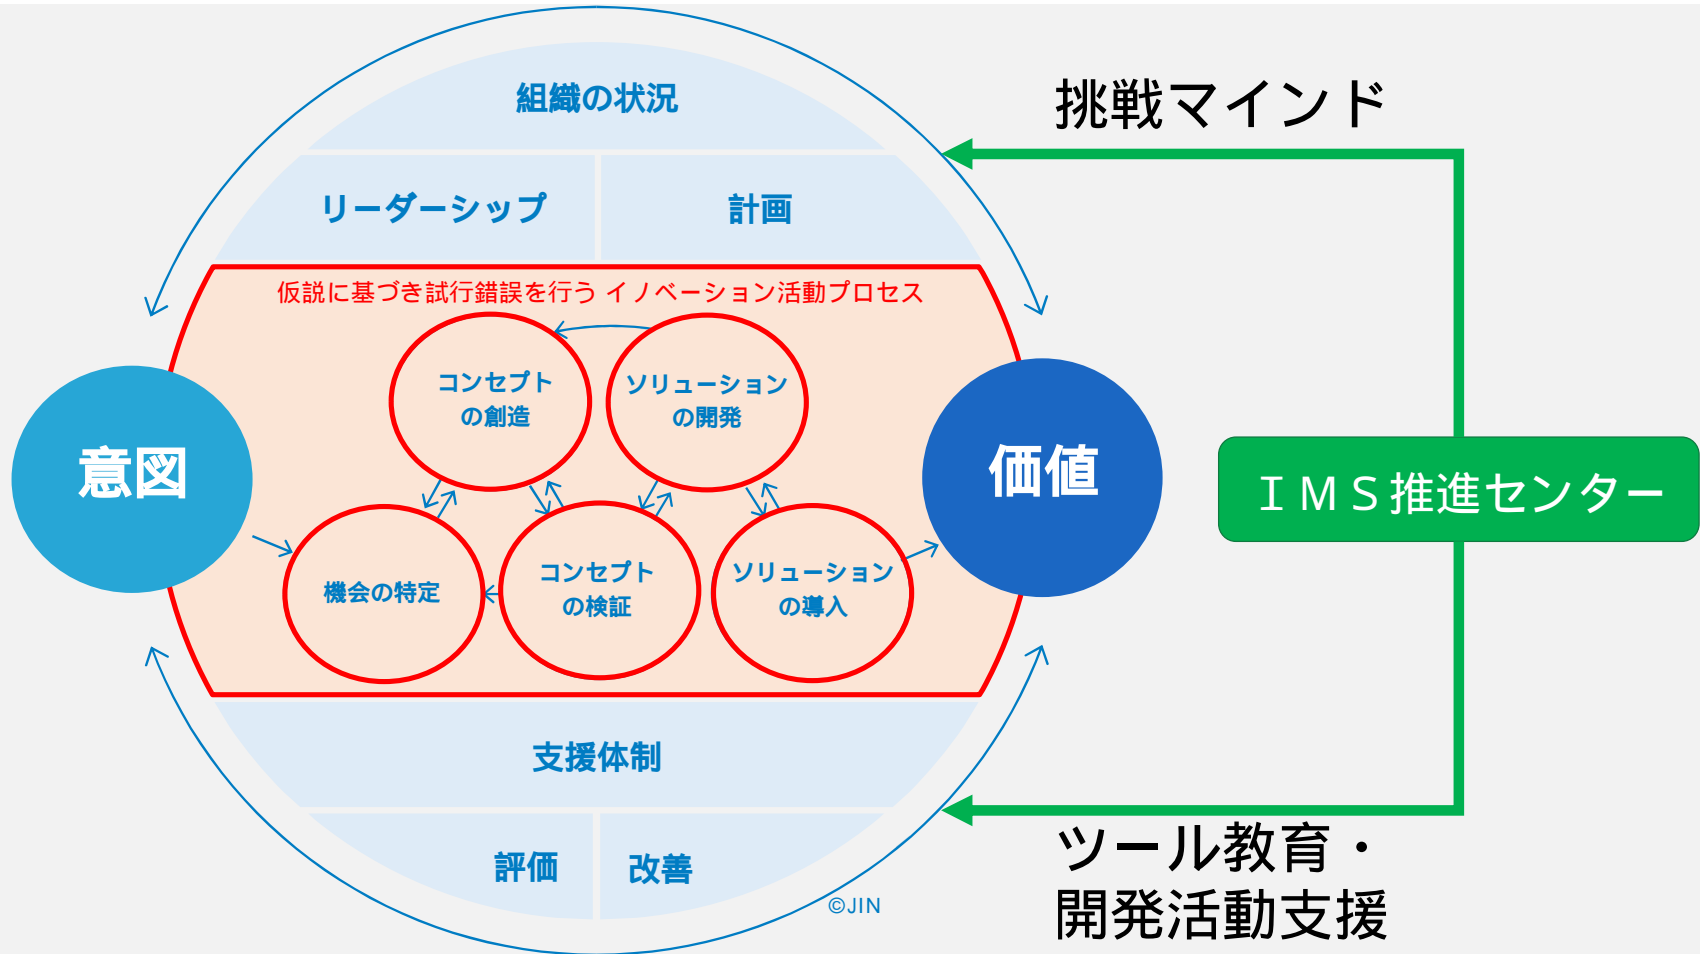 組織の状況
挑戦マインド
リーダーシップ
計画
仮説に基づき試行錯誤を行う イノベーション活動プロセス
コンセプト
の創造
ソリューション
の開発
意図
価値
ＩＭＳ推進センター
機会の特定
コンセプト
の検証
ソリューション
の導入
支援体制
評価
改善
©JIN
ツール教育・
開発活動支援